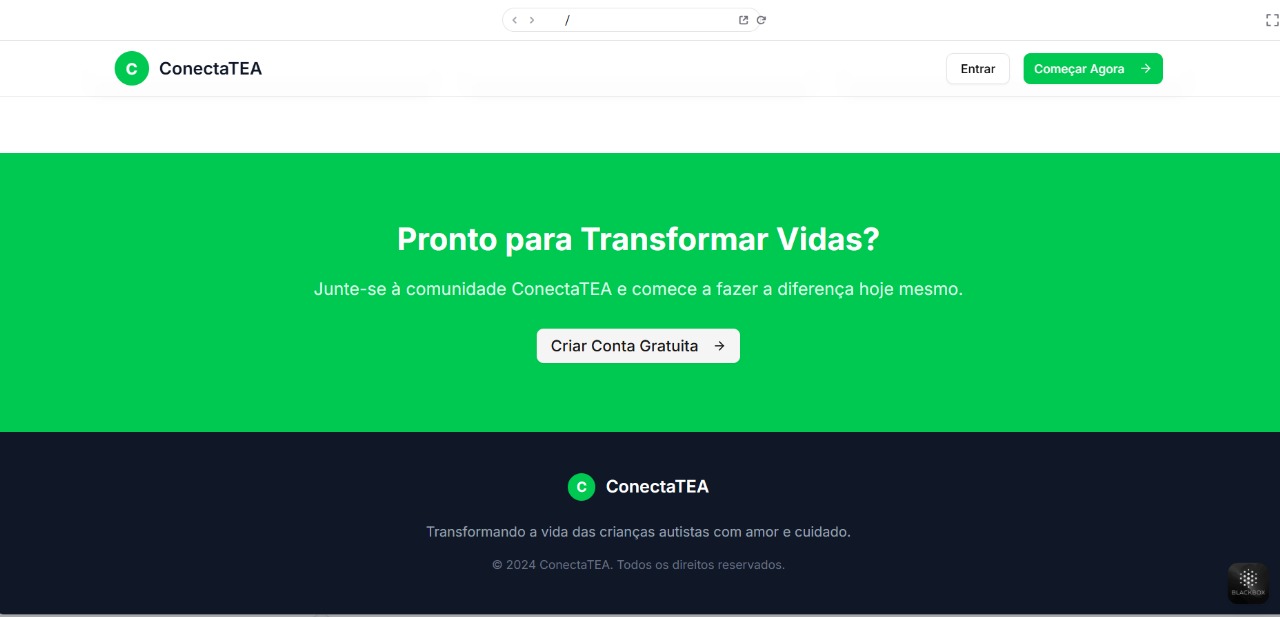 /
C ConectaTEA
Entrar
Começar Agora →
Pronto para Transformar Vidas?
Junte-se à comunidade ConectaTEA e comece a fazer a diferença hoje mesmo.
Criar Conta Gratuita →
C ConectaTEA
Transformando a vida das crianças autistas com amor e cuidado.
© 2024 ConectaTEA. Todos os direitos reservados.
BLACKBOX